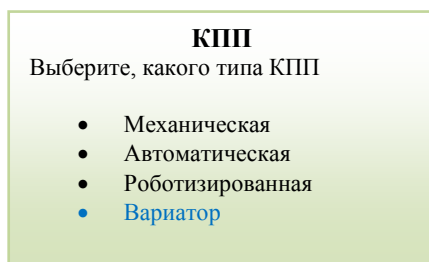 КПП
Выберите, какого типа КПП
• Механическая
• Автоматическая
• Роботизированная
• Вариатор